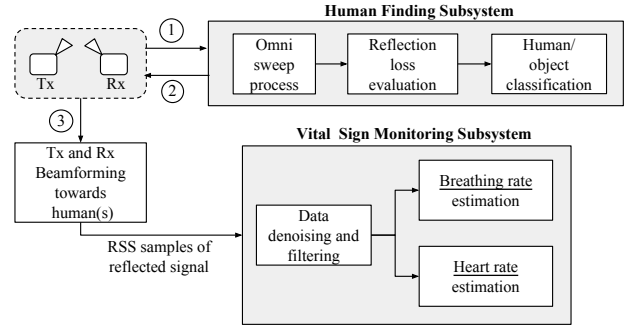 Human Finding Subsystem
1
Tx
Rx
2
Omni
sweep
process
Reflection
loss
evaluation
Human/
object
classification
3
Vital Sign Monitoring Subsystem
Tx and Rx
Beamforming
towards
human(s)
RSS samples of
reflected signal
Data
denoising and
filtering
Breathing rate
estimation
Heart rate
estimation